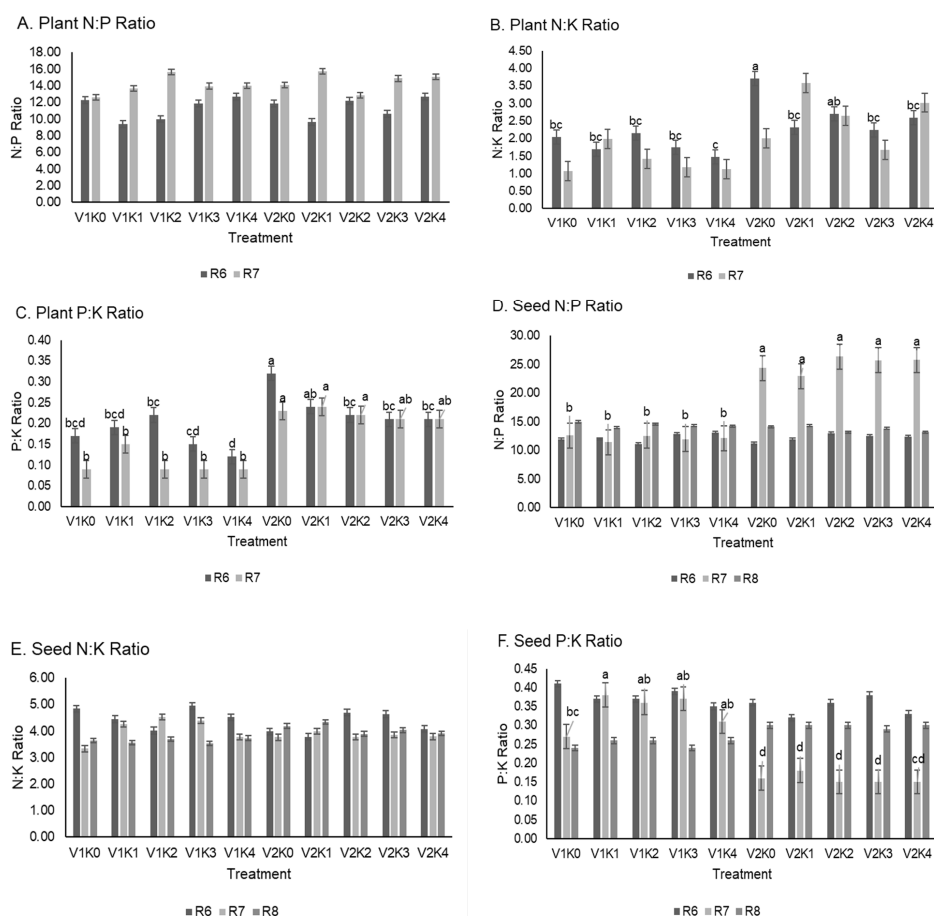 A. Plant N:P Ratio
18.00
16.00
14.00
12.00
10.00
8.00
6.00
4.00
2.00
0.00
N:P Ratio
V1K0 V1K1 V1K2 V1K3 V1K4 V2K0 V2K1 V2K2 V2K3 V2K4
Treatment
R6 R7
B. Plant N:K Ratio
4.50
4.00
3.50
3.00
2.50
2.00
1.50
1.00
0.50
0.00
N:K Ratio
bc bc bc bc c a bc ab bc bc
V1K0 V1K1 V1K2 V1K3 V1K4 V2K0 V2K1 V2K2 V2K3 V2K4
Treatment
R6 R7
C. Plant P:K Ratio
0.40
0.35
0.30
0.25
0.20
0.15
0.10
0.05
0.00
P:K Ratio
bcd b bcd b bc b cd b d b a a ab a bc a bc ab bc ab
V1K0 V1K1 V1K2 V1K3 V1K4 V2K0 V2K1 V2K2 V2K3 V2K4
Treatment
R6 R7
D. Seed N:P Ratio
30.00
25.00
20.00
15.00
10.00
5.00
0.00
N:P Ratio
b b b b b a a a a a
V1K0 V1K1 V1K2 V1K3 V1K4 V2K0 V2K1 V2K2 V2K3 V2K4
Treatment
R6 R7 R8
E. Seed N:K Ratio
6.00
5.00
4.00
3.00
2.00
1.00
0.00
N:K Ratio
V1K0 V1K1 V1K2 V1K3 V1K4 V2K0 V2K1 V2K2 V2K3 V2K4
Treatment
R6 R7 R8
F. Seed P:K Ratio
0.45
0.40
0.35
0.30
0.25
0.20
0.15
0.10
0.05
0.00
P:K Ratio
bc a ab ab ab d d d d cd
V1K0 V1K1 V1K2 V1K3 V1K4 V2K0 V2K1 V2K2 V2K3 V2K4
Treatment
R6 R7 R8